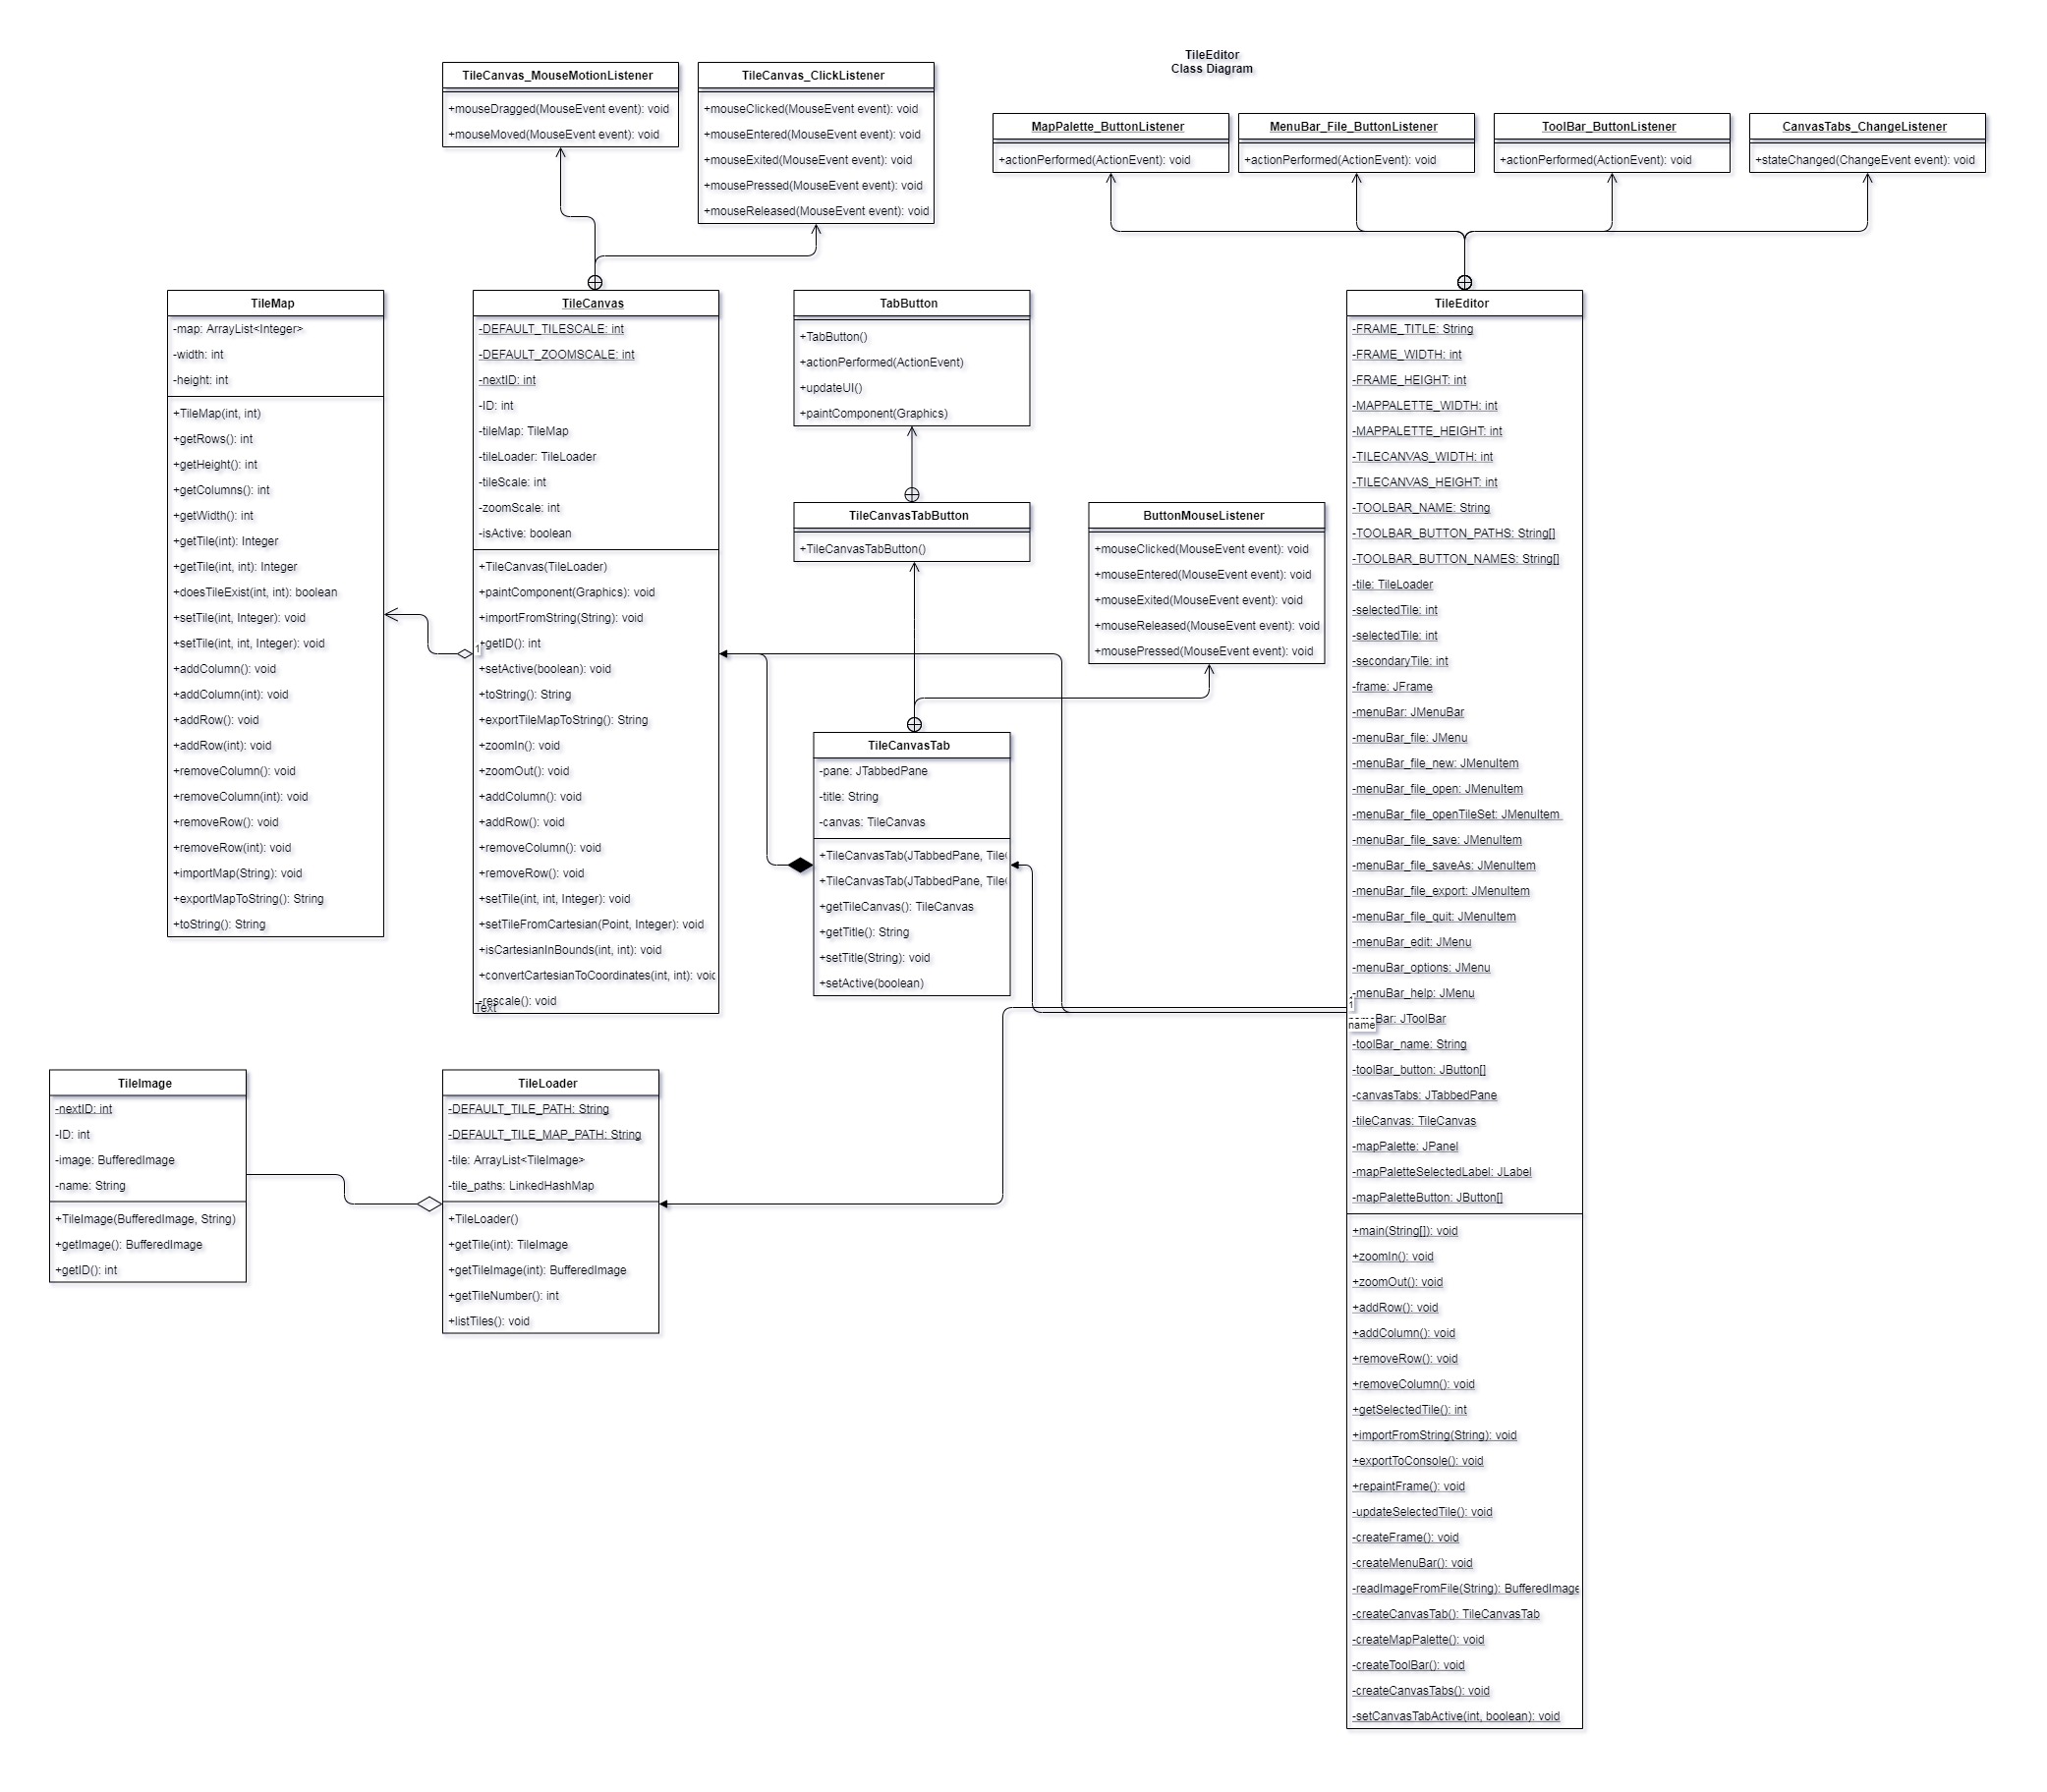 TileEditor
Class Diagram
TileCanvas_MouseMotionListener
+mouseDragged(MouseEvent event): void
+mouseMoved(MouseEvent event): void
TileCanvas_ClickListener
+mouseClicked(MouseEvent event): void
+mouseEntered(MouseEvent event): void
+mouseExited(MouseEvent event): void
+mousePressed(MouseEvent event): void
+mouseReleased(MouseEvent event): void
MapPalette_ButtonListener
+actionPerformed(ActionEvent): void
MenuBar_File_ButtonListener
+actionPerformed(ActionEvent): void
ToolBar_ButtonListener
+actionPerformed(ActionEvent): void
CanvasTabs_ChangeListener
+stateChanged(ChangeEvent event): void
TileMap
-map: ArrayList<Integer>
-width: int
-height: int
+TileMap(int, int)
+getRows(): int
+getHeight(): int
+getColumns(): int
+getWidth(): int
+getTile(int): Integer
+getTile(int, int): Integer
+doesTileExist(int, int): boolean
+setTile(int, Integer): void
+setTile(int, int, Integer): void
+addColumn(): void
+addColumn(int): void
+addRow(): void
+addRow(int): void
+removeColumn(): void
+removeColumn(int): void
+removeRow(): void
+removeRow(int): void
+importMap(String): void
+exportMapToString(): String
+toString(): String
TileCanvas
-DEFAULT_TILESCALE: int
-DEFAULT_ZOOMSCALE: int
-nextID: int
-ID: int
-tileMap: TileMap
-tileLoader: TileLoader
-tileScale: int
-zoomScale: int
-isActive: boolean
+TileCanvas(TileLoader)
+paintComponent(Graphics): void
+importFromString(String): void
+getID(): int
1
+setActive(boolean): void
+toString(): String
+exportTileMapToString(): String
+zoomIn(): void
+zoomOut(): void
+addColumn(): void
+addRow(): void
+removeColumn(): void
+removeRow(): void
+setTile(int, int, Integer): void
+setTileFromCartesian(Point, Integer): void
+isCartesianInBounds(int, int): void
+convertCartesianToCoordinates(int, int): voic
-rescale(): void
Text
TabButton
+TabButton()
+actionPerformed(ActionEvent)
+updateUI()
+paintComponent(Graphics)
TileCanvasTabButton
+TileCanvasTabButton()
ButtonMouseListener
+mouseClicked(MouseEvent event): void
+mouseEntered(MouseEvent event): void
+mouseExited(MouseEvent event): void
+mouseReleased(MouseEvent event): void
+mousePressed(MouseEvent event): void
TileCanvasTab
-pane: JTabbedPane
-title: String
-canvas: TileCanvas
+TileCanvasTab(JTabbedPane, Tile
+TileCanvasTab(JTabbedPane, Tile
+getTileCanvas(): TileCanvas
+getTitle(): String
+setTitle(String): void
+setActive(boolean)
TileEditor
-FRAME_TITLE: String
-FRAME_WIDTH: int
-FRAME_HEIGHT: int
-MAPPALETTE_WIDTH: int
-MAPPALETTE_HEIGHT: int
-TILECANVAS_WIDTH: int
-TILECANVAS_HEIGHT: int
-TOOLBAR_NAME: String
-TOOLBAR_BUTTON_PATHS: String[]
-TOOLBAR_BUTTON_NAMES: String[]
-tile: TileLoader
-selectedTile: int
-selectedTile: int
-secondaryTile: int
-frame: JFrame
-menuBar: JMenuBar
-menuBar_file: JMenu
-menuBar_file_new: JMenuItem
-menuBar_file_open: JMenuItem
-menuBar_file_openTileSet: JMenuItem
-menuBar_file_save: JMenuItem
-menuBar_file_saveAs: JMenuItem
-menuBar_file_export: JMenuItem
-menuBar_file_quit: JMenuItem
-menuBar_edit: JMenu
-menuBar_options: JMenu
-menuBar_help: JMenu
1
Bar: JToolBar
name
-toolBar_name: String
-toolBar_button: JButton[]
-canvasTabs: JTabbedPane
-tileCanvas: TileCanvas
-mapPalette: JPanel
-mapPaletteSelectedLabel: JLabel
-mapPaletteButton: JButton[]
+main(String[]): void
+zoomIn(): void
+zoomOut(): void
+addRow(): void
+addColumn(): void
+removeRow(): void
+removeColumn(): void
+getSelectedTile(): int
+importFromString(String): void
+exportToConsole(): void
+repaintFrame(): void
-updateSelectedTile(): void
-createFrame(): void
-createMenuBar(): void
-readImageFromFile(String): BufferedImage
-createCanvasTab(): TileCanvasTab
-createMapPalette(): void
-createToolBar(): void
-createCanvasTabs(): void
-setCanvasTabActive(int, boolean): void
TileImage
-nextID: int
-ID: int
-image: BufferedImage
-name: String
+TileImage(BufferedImage, String)
+getImage(): BufferedImage
+getID(): int
TileLoader
-DEFAULT_TILE_PATH: String
-DEFAULT_TILE_MAP_PATH: String
-tile: ArrayList<TileImage>
-tile_paths: LinkedHashMap
+TileLoader()
+getTile(int): TileImage
+getTileImage(int): BufferedImage
+getTileNumber(): int
+listTiles(): void